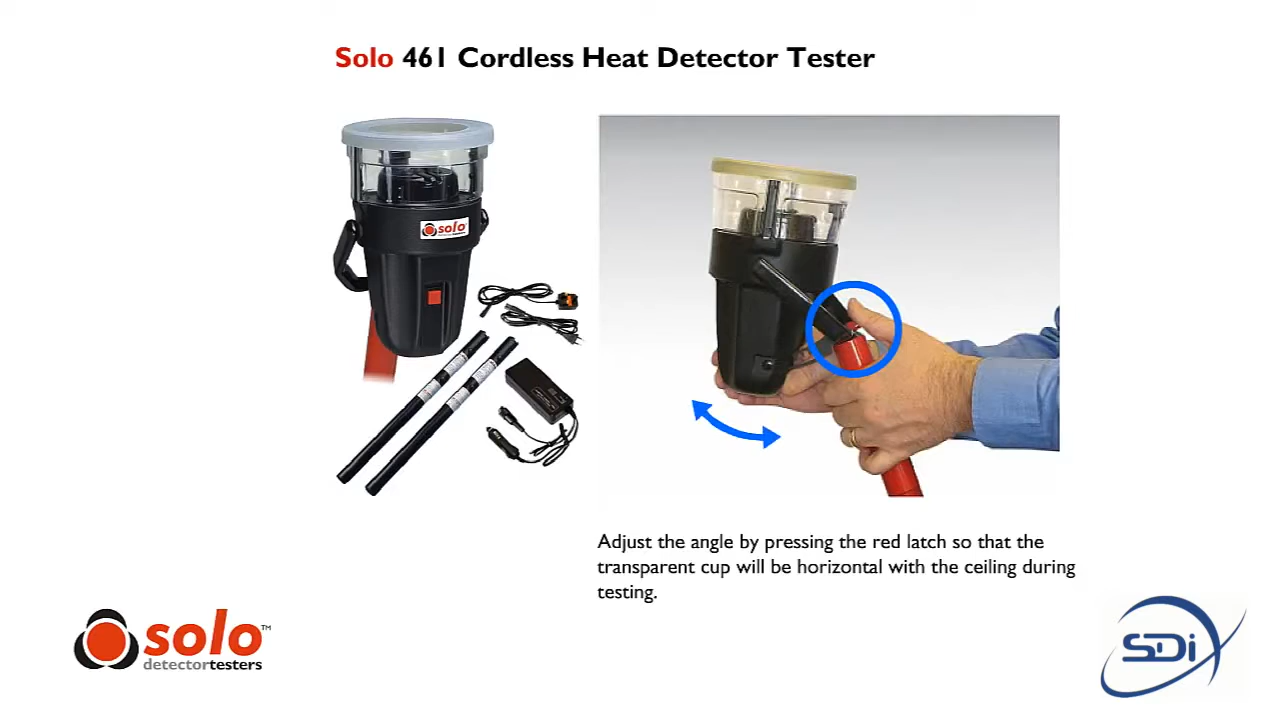 Solo 461 Cordless Heat Detector Tester
solo
Adjust the angle by pressing the red latch so that the
transparent cup will be horizontal with the ceiling during
testing.
solo™
detectortesters
SDi